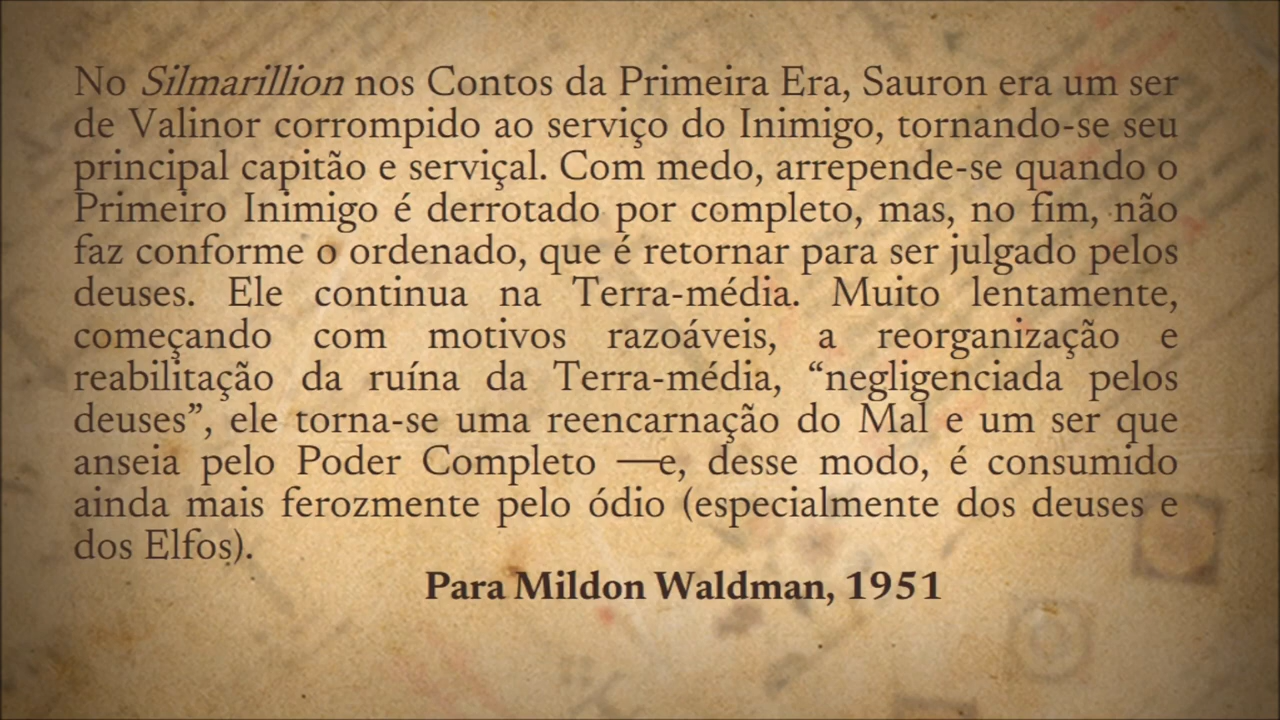 No Silmarillion nos Contos da Primeira Era, Sauron era um ser
de Valinor corrompido ao serviço do Inimigo, tornando-se seu
principal capitão e serviçal. Com medo, arrepende-se quando o
Primeiro Inimigo é derrotado por completo, mas, no fim, não
faz conforme o ordenado, que é retornar para ser julgado pelos
deuses. Ele continua na Terra-média. Muito lentamente,
começando com motivos razoáveis, a reorganização e
reabilitação da ruína da Terra-média, “negligenciada pelos
deuses”, ele torna-se uma reencarnação do Mal e um ser que
anseia pelo Poder Completo —e, desse modo, é consumido
ainda mais ferozmente pelo ódio (especialmente dos deuses e
dos Elfos).
Para Mildon Waldman, 1951